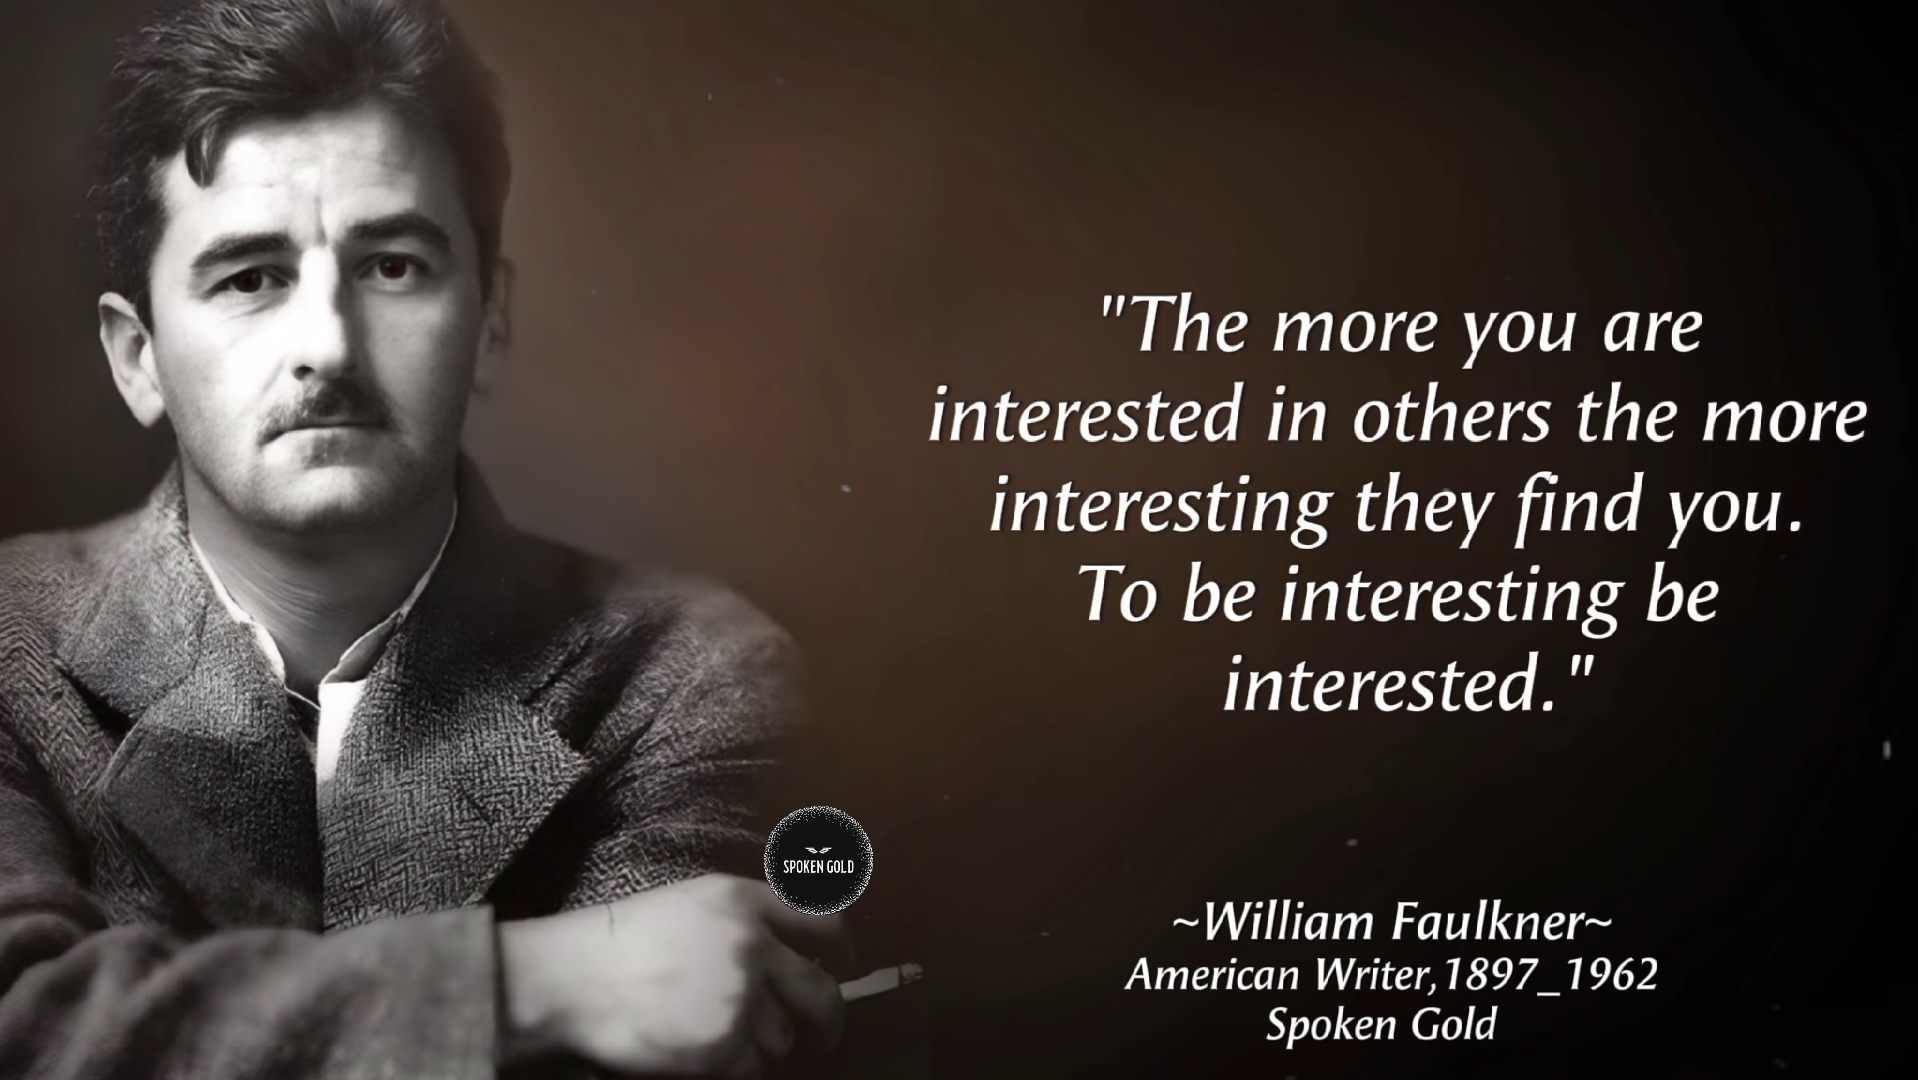 "The more you are
interested in others the more
interesting they find you.
To be interesting be
interested."
SPOKEN GOLD
~William Faulkner~
American Writer,1897_1962
Spoken Gold